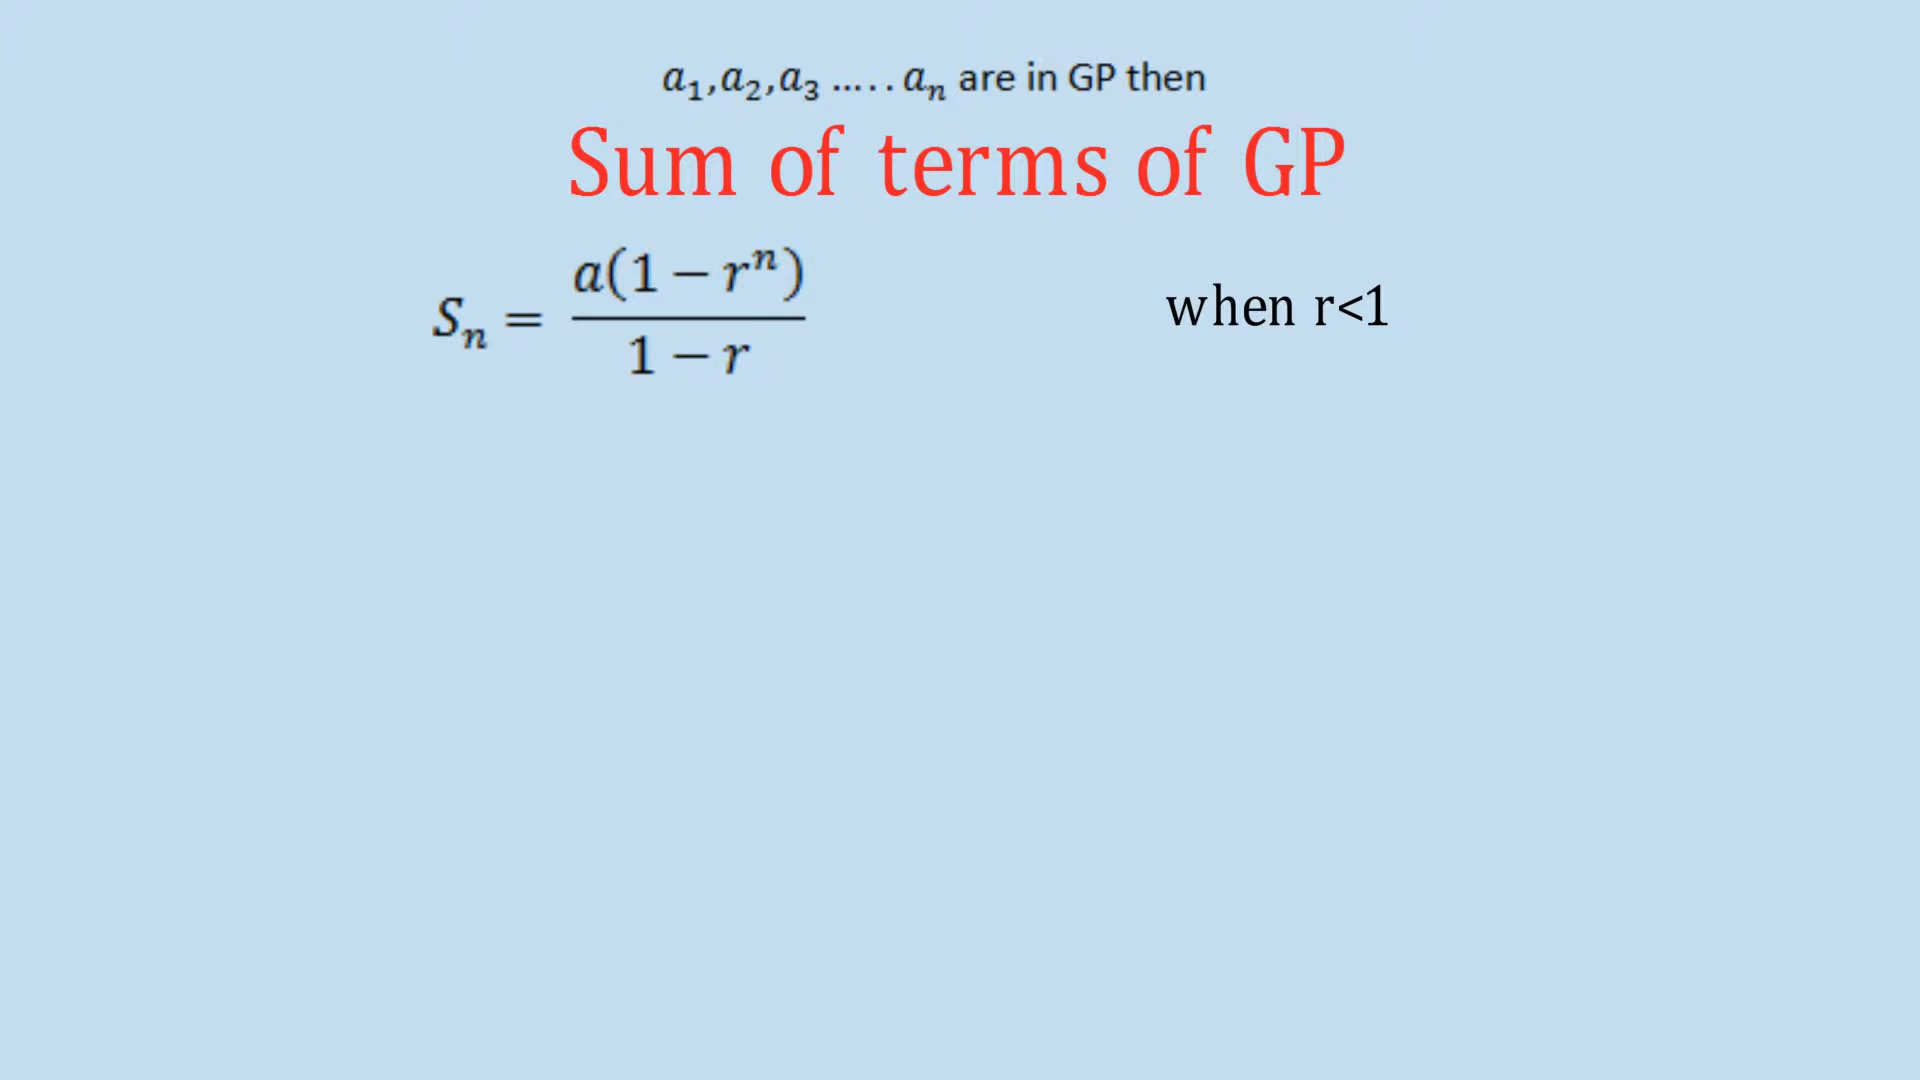 a₁,a₂,a₃ ..... aₙ are in GP then
Sum of terms of GP
Sₙ = a(1 − rⁿ) / 1 − r
when r<1